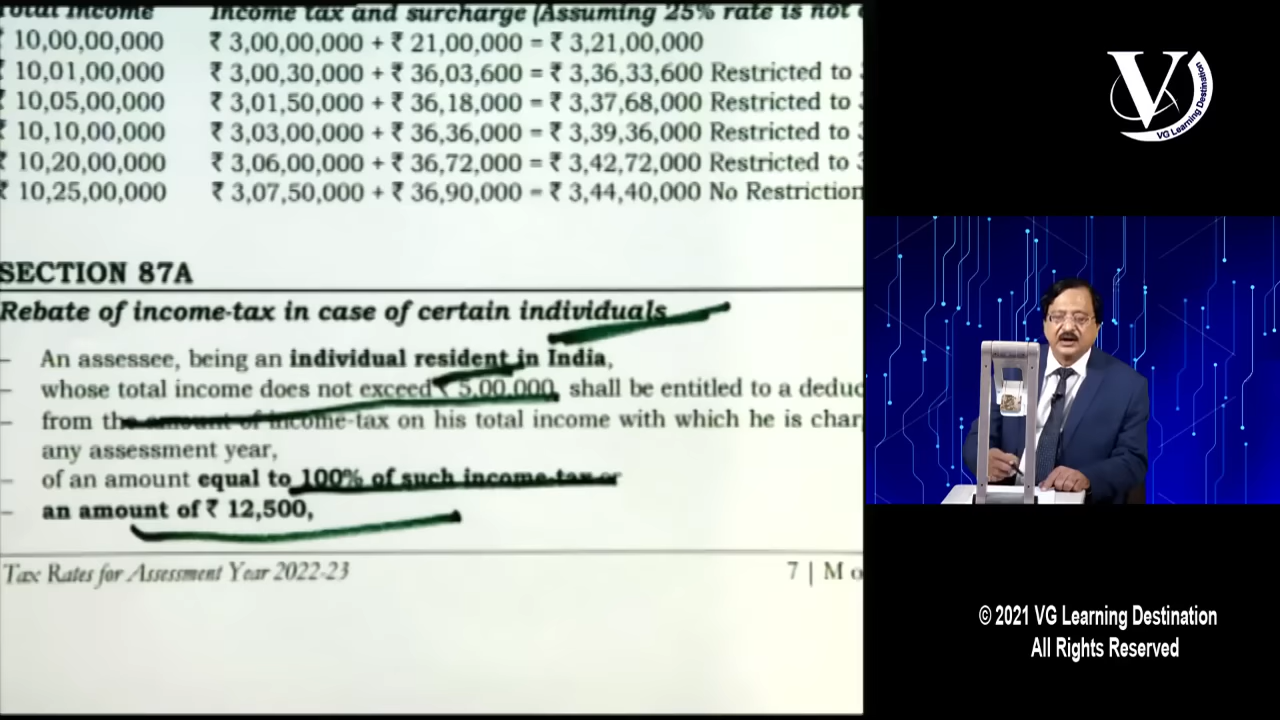 Total Income Income tax and surcharge (Assuming 25% rate is not
₹ 10,00,00,000 ₹ 3,00,00,000 + ₹ 21,00,000 = ₹ 3,21,00,000
₹ 10,01,00,000 ₹ 3,00,30,000 + ₹ 36,03,600 = ₹ 3,36,33,600 Restricted to
₹ 10,05,00,000 ₹ 3,01,50,000 + ₹ 36,18,000 = ₹ 3,37,68,000 Restricted to
₹ 10,10,00,000 ₹ 3,03,00,000 + ₹ 36,36,000 = ₹ 3,39,36,000 Restricted to
₹ 10,20,00,000 ₹ 3,06,00,000 + ₹ 36,72,000 = ₹ 3,42,72,000 Restricted to
₹ 10,25,00,000 ₹ 3,07,50,000 + ₹ 36,90,000 = ₹ 3,44,40,000 No Restriction
SECTION 87A
Rebate of income-tax in case of certain individuals
– An assessee, being an individual resident in India,
– whose total income does not exceed ₹ 5,00,000, shall be entitled to a deduc
– from the amount of income-tax on his total income with which he is char
any assessment year,
– of an amount equal to 100% of such income-tax or
– an amount of ₹ 12,500,
Tax Rates for Assessment Year 2022-23 7 | M o
V
VG Learning Destination
© 2021 VG Learning Destination
All Rights Reserved